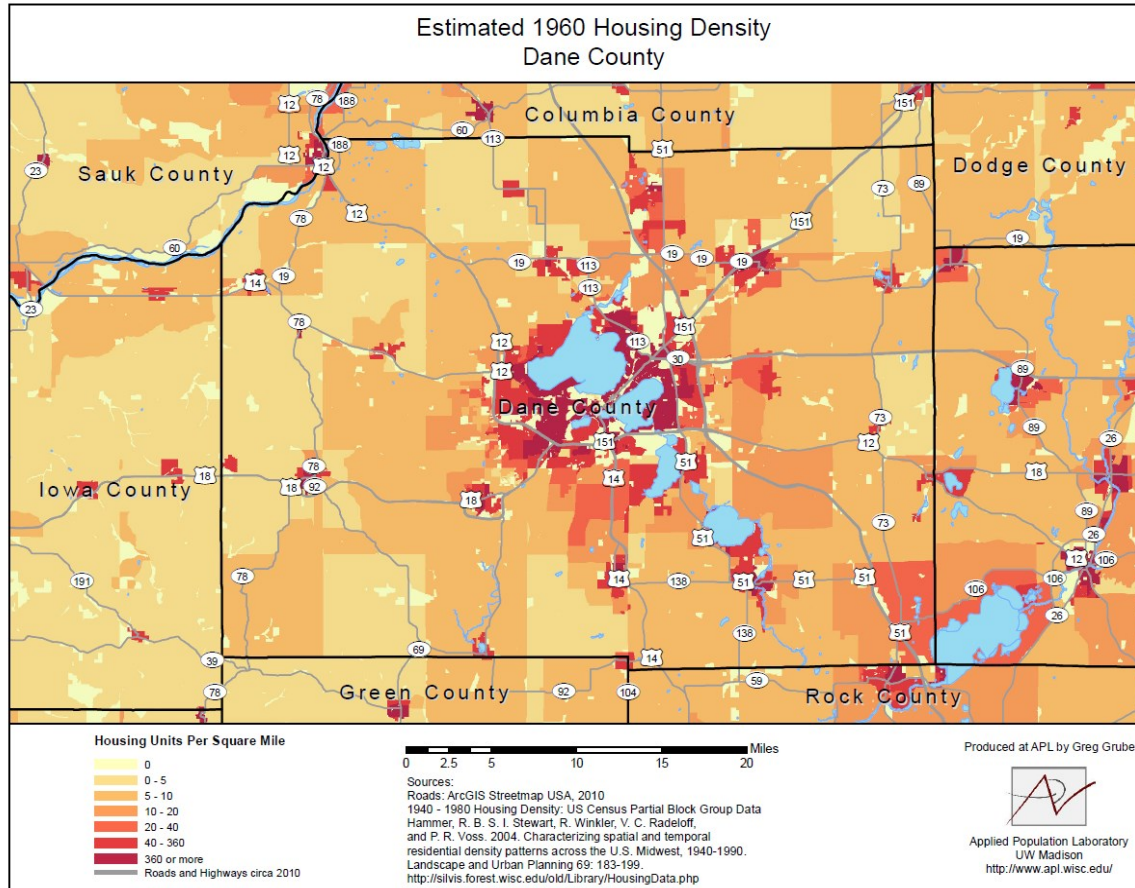 Estimated 1960 Housing Density
Dane County
12
78
188
Columbia County
151
60
113
51
188
12
12
Sauk County
23
Dodge County
73
89
78
12
151
60
19
19
113
19
19
19
19
14
113
23
78
12
151
113
30
12
89
Dane County
73
89
151
12
26
51
78
14
18
18
Iowa County
18
92
18
89
73
26
51
12
106
191
78
14
138
51
51
51
106
106
26
138
51
69
39
14
78
Green County
92
104
59
Rock County
Housing Units Per Square Mile
0
0 - 5
5 - 10
10 - 20
20 - 40
40 - 360
360 or more
Roads and Highways circa 2010
Miles
0 2.5 5 10 15 20
Sources:
Roads: ArcGIS Streetmap USA, 2010
1940 - 1980 Housing Density: US Census Partial Block Group Data
Hammer, R. B. S. I. Stewart, R. Winkler, V. C. Radeloff,
and P. R. Voss. 2004. Characterizing spatial and temporal
residential density patterns across the U.S. Midwest, 1940-1990.
Landscape and Urban Planning 69: 183-199.
http://silvis.forest.wisc.edu/old/Library/HousingData.php
Produced at APL by Greg Grube
Applied Population Laboratory
UW Madison
http://www.apl.wisc.edu/